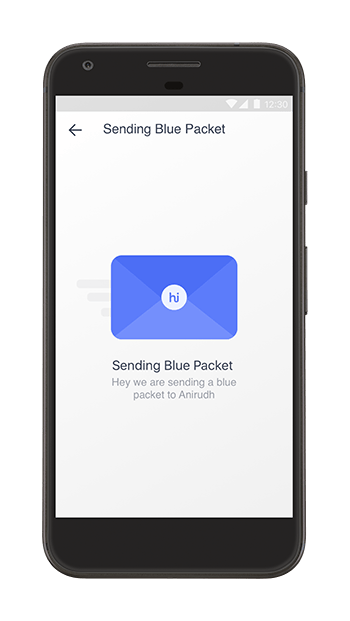 12:30
Sending Blue Packet
hi
Sending Blue Packet
Hey we are sending a blue
packet to Anirudh